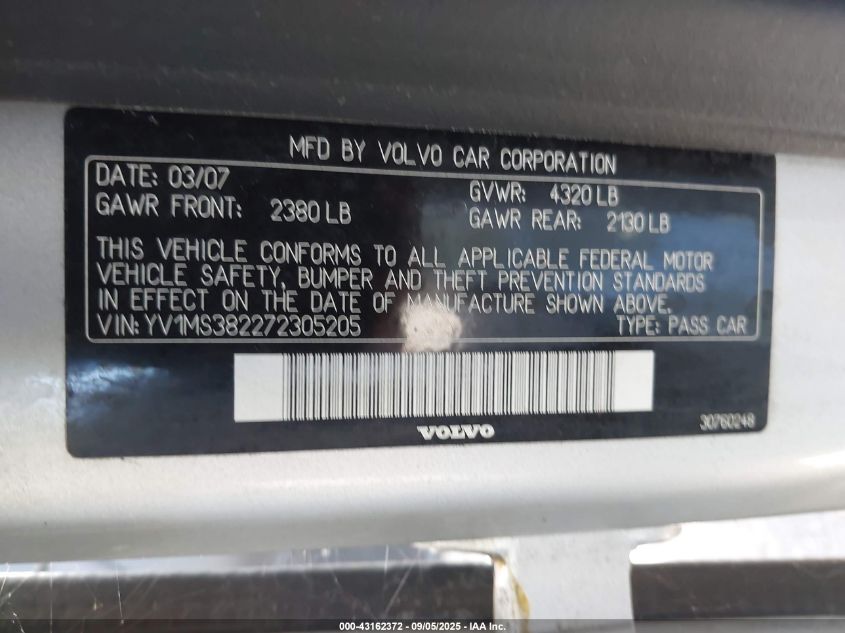 MFD BY VOLVO CAR CORPORATION
DATE: 03/07 GVWR: 4320 LB
GAWR FRONT: 2380 LB GAWR REAR: 2130 LB
THIS VEHICLE CONFORMS TO ALL APPLICABLE FEDERAL MOTOR
VEHICLE SAFETY, BUMPER AND THEFT PREVENTION STANDARDS
IN EFFECT ON THE DATE OF MANUFACTURE SHOWN ABOVE.
VIN: YV1MS382272305205 TYPE: PASS CAR
VOLVO
30760248
000-43162372 - 09/05/2025 - IAA Inc.